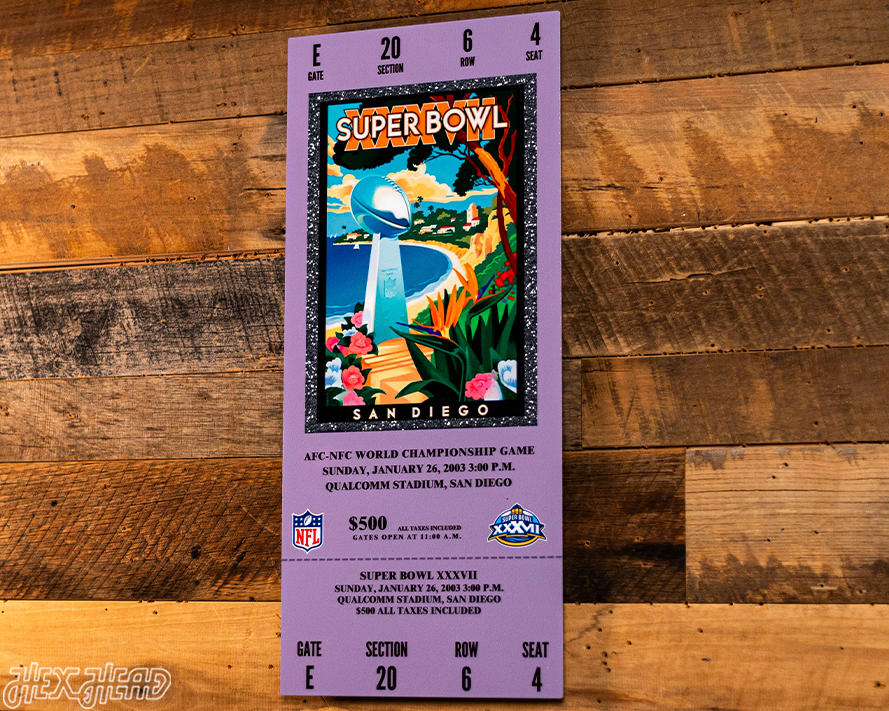 E 20 6 4
GATE SECTION ROW SEAT
XXXVII
SUPER BOWL
SAN DIEGO
AFC-NFC WORLD CHAMPIONSHIP GAME
SUNDAY, JANUARY 26, 2003 3:00 P.M.
QUALCOMM STADIUM, SAN DIEGO
$500 ALL TAXES INCLUDED
GATES OPEN AT 11:00 A.M.
NFL
SUPER BOWL
XXXVII
SUPER BOWL XXXVII
SUNDAY, JANUARY 26, 2003 3:00 P.M.
QUALCOMM STADIUM, SAN DIEGO
$500 ALL TAXES INCLUDED
GATE SECTION ROW SEAT
E 20 6 4
HEX HEAD